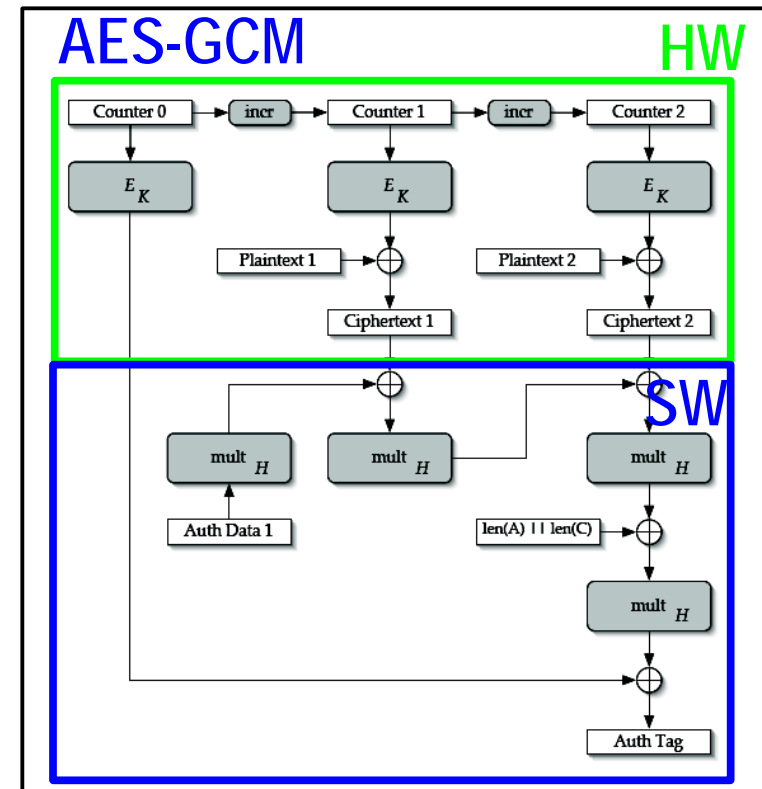 AES-GCM
HW
Counter 0
incr
Counter 1
incr
Counter 2
E K
E K
E K
Plaintext 1
Plaintext 2
Ciphertext 1
Ciphertext 2
SW
mult H
mult H
mult H
Auth Data 1
len(A) || len(C)
mult H
Auth Tag